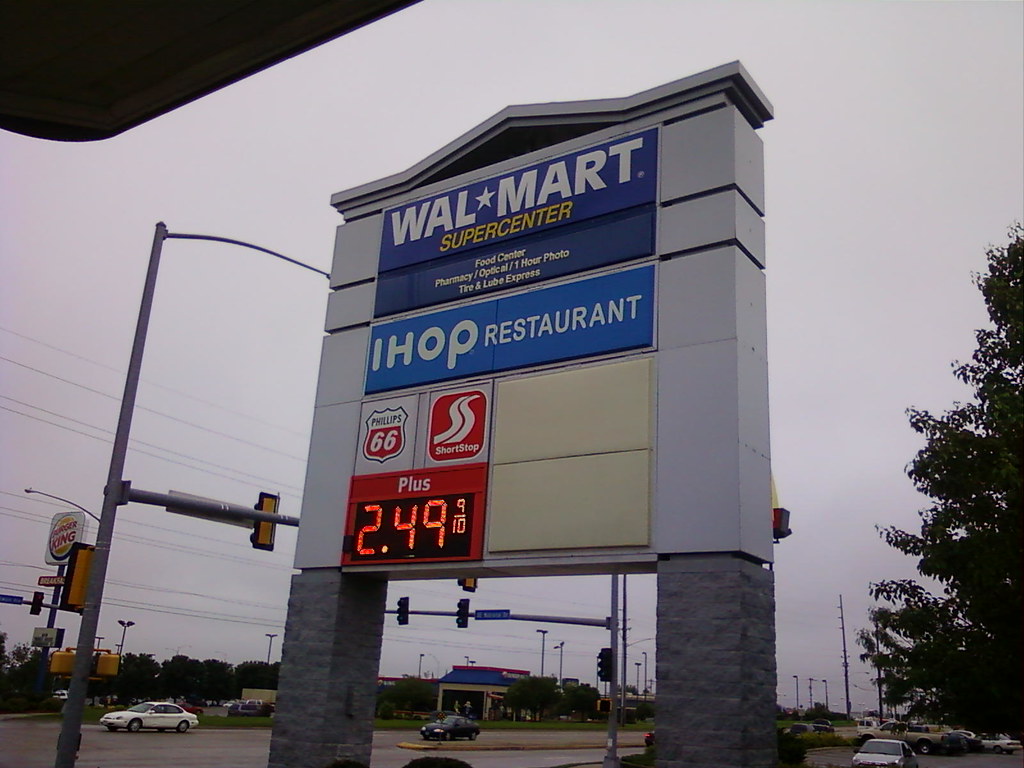 WAL★MART
SUPERCENTER
Food Center
Pharmacy / Optical / 1 Hour Photo
Tire & Lube Express
IHOP RESTAURANT
PHILLIPS
66
ShortStop
Plus
2.49 9/10
BURGER
KING